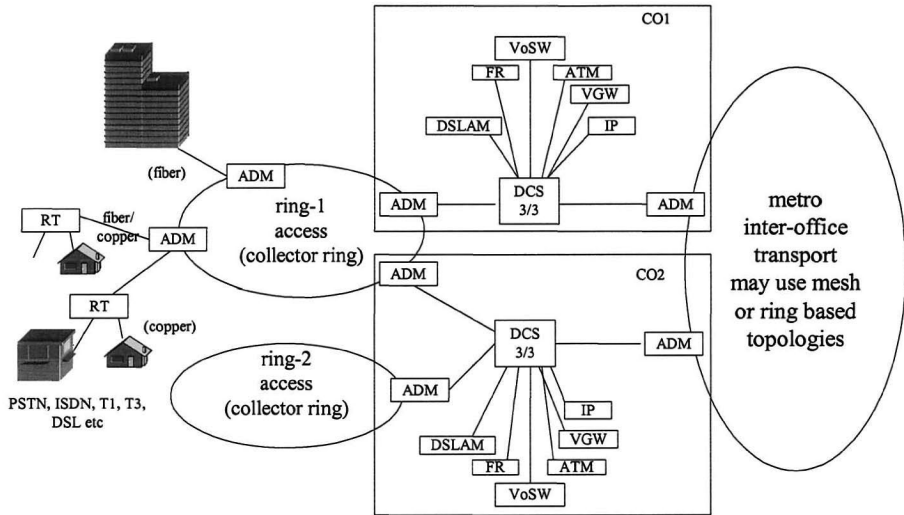 CO1
VoSW
FR
ATM
VGW
DSLAM
IP
(fiber)
ADM
DCS
3/3
ADM
ADM
ring-1
access
(collector ring)
RT
fiber/
copper
ADM
metro
inter-office
transport
may use mesh
or ring based
topologies
ADM
CO2
RT
(copper)
DCS
3/3
ADM
ring-2
access
(collector ring)
ADM
PSTN, ISDN, T1, T3,
DSL etc
IP
DSLAM
VGW
FR
ATM
VoSW